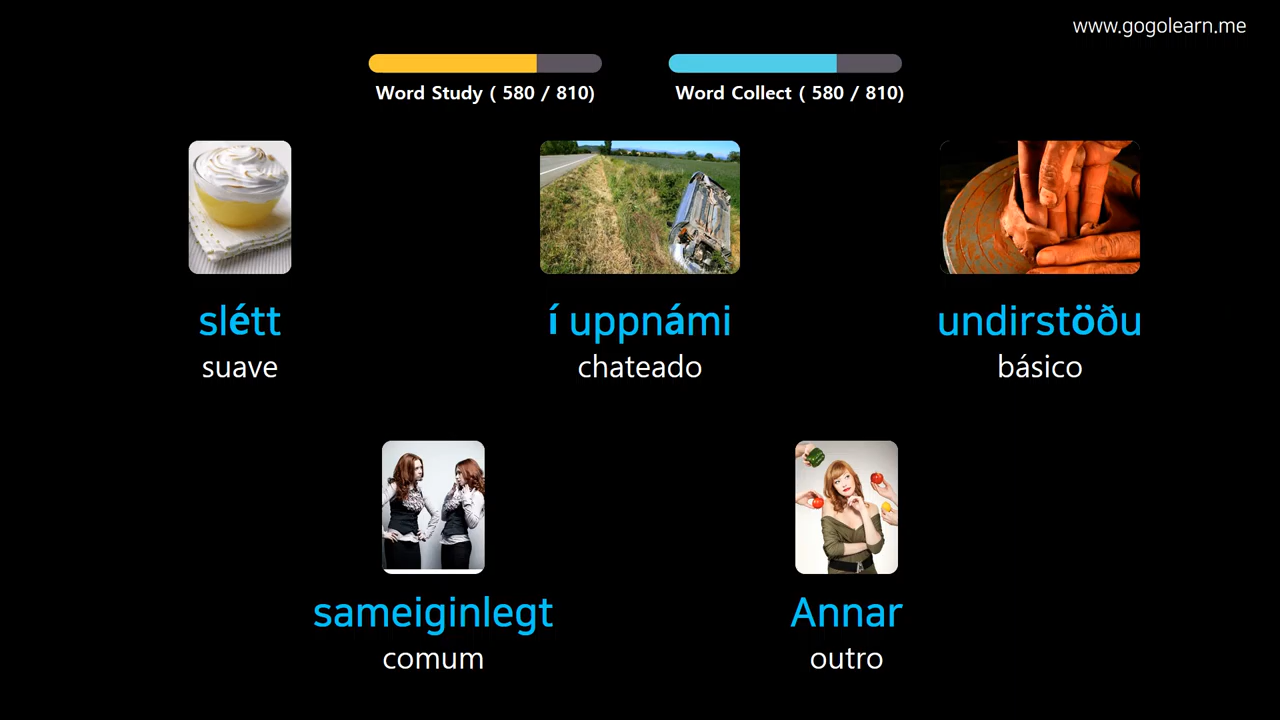 www.gogolearn.me
Word Study ( 580 / 810)
Word Collect ( 580 / 810)
slétt
suave
í uppnámi
chateado
undirstöðu
básico
sameiginlegt
comum
Annar
outro